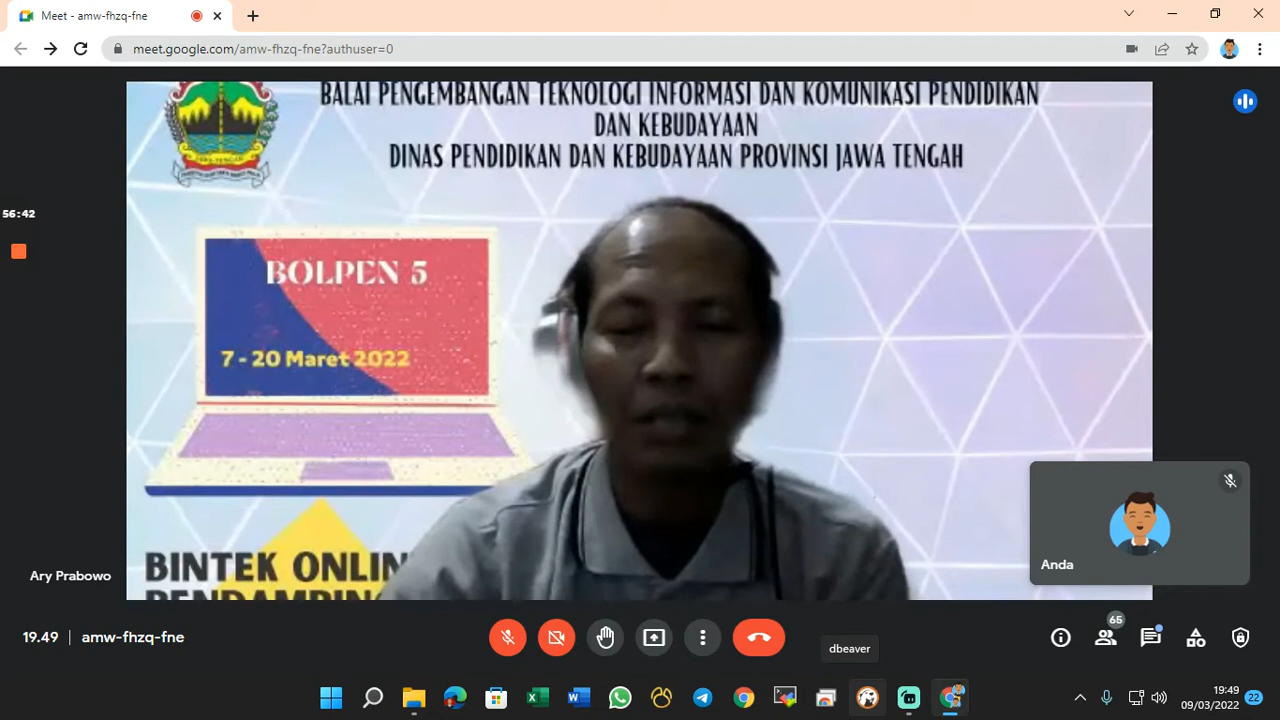 Meet - amw-fhzq-fne
meet.google.com/amw-fhzq-fne?authuser=0
BALAI PENGEMBANGAN TEKNOLOGI INFORMASI DAN KOMUNIKASI PENDIDIKAN
DAN KEBUDAYAAN
DINAS PENDIDIKAN DAN KEBUDAYAAN PROVINSI JAWA TENGAH
56:42
BOLPEN 5
7 - 20 Maret 2022
BINTEK ONLIN
PENDAMPING
Ary Prabowo
Anda
19.49
amw-fhzq-fne
65
dbeaver
19:49
09/03/2022
22